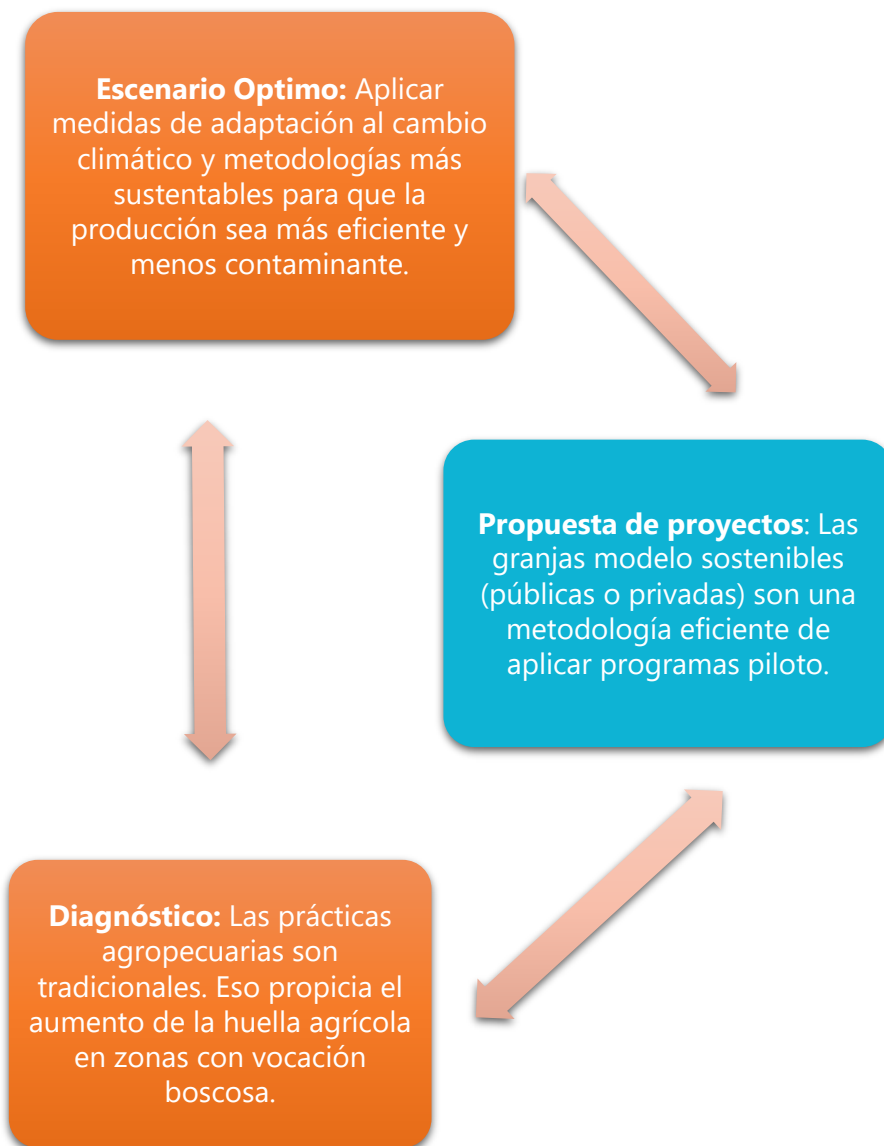 Escenario Optimo: Aplicar
medidas de adaptación al cambio
climático y metodologías más
sustentables para que la
producción sea más eficiente y
menos contaminante.
Propuesta de proyectos: Las
granjas modelo sostenibles
(públicas o privadas) son una
metodología eficiente de
aplicar programas piloto.
Diagnóstico: Las prácticas
agropecuarias son
tradicionales. Eso propicia el
aumento de la huella agrícola
en zonas con vocación
boscosa.